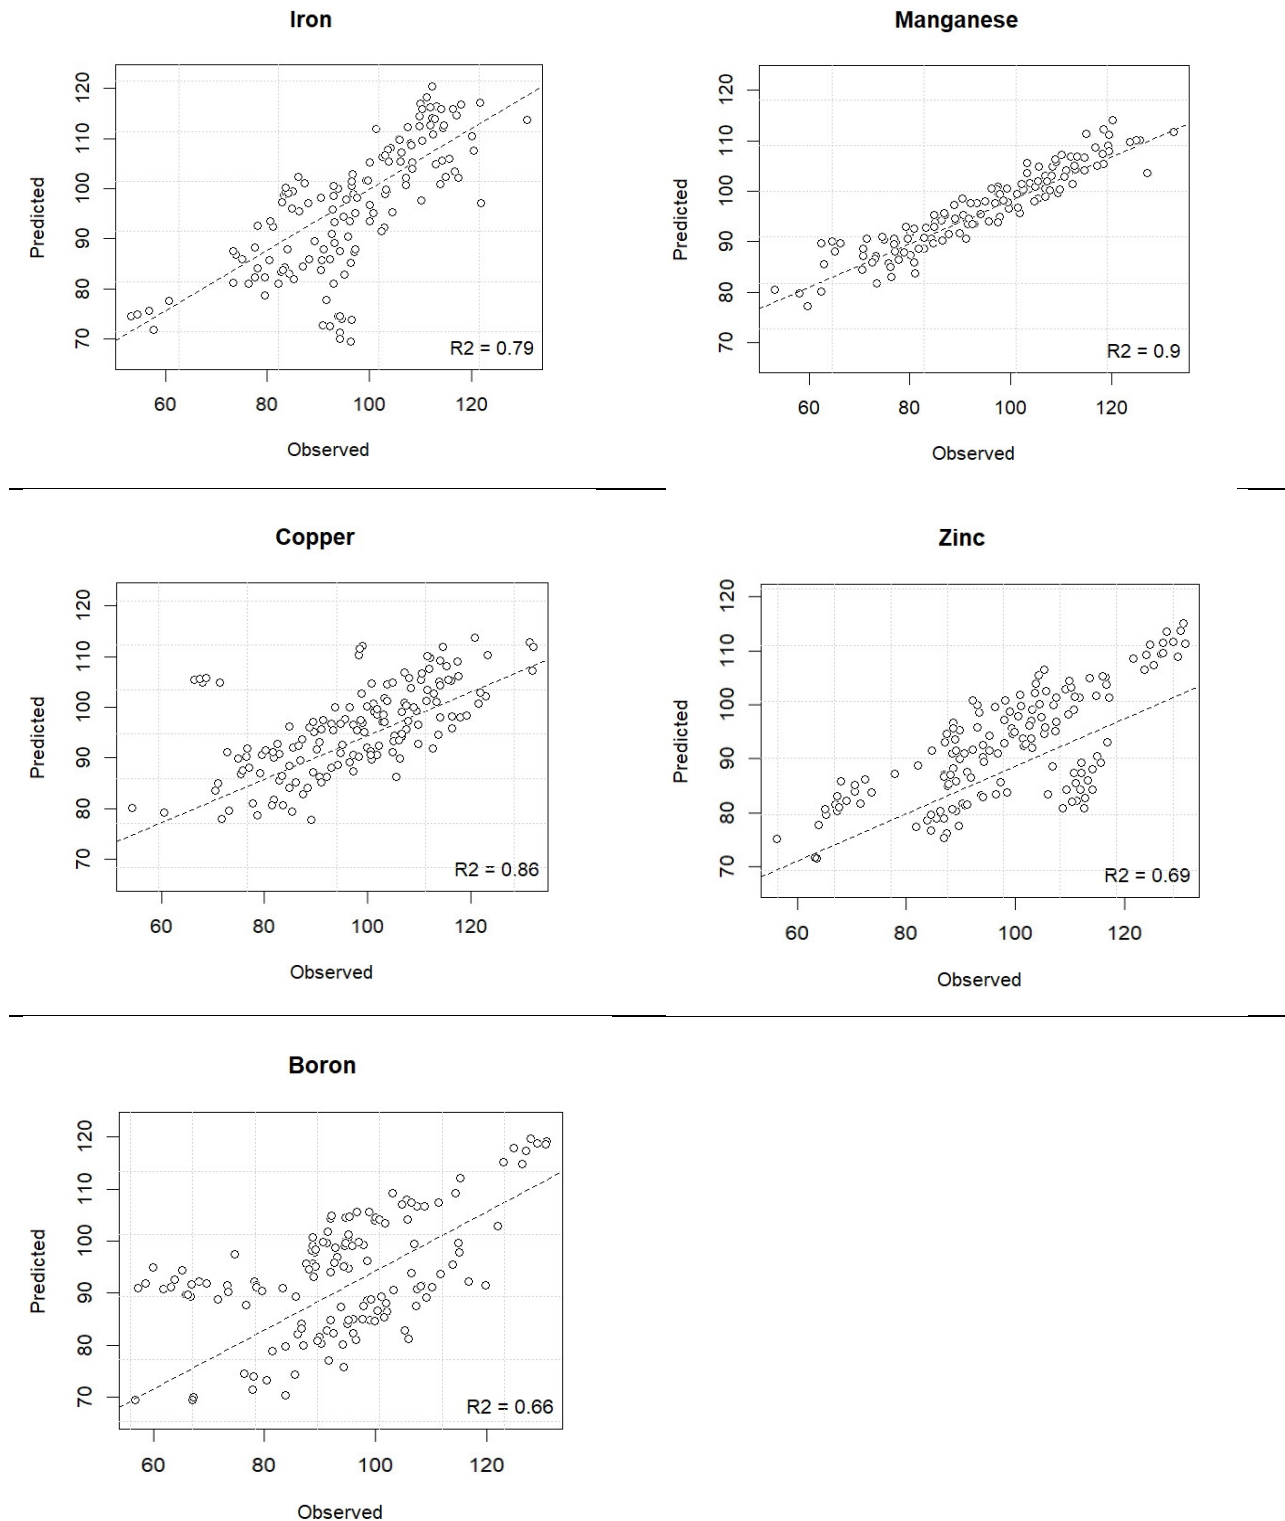 Iron
Predicted
120
110
100
90
80
70
R2 = 0.79
60 80 100 120
Observed
Manganese
Predicted
120
110
100
90
80
70
R2 = 0.9
60 80 100 120
Observed
Copper
Predicted
120
110
100
90
80
70
R2 = 0.86
60 80 100 120
Observed
Zinc
Predicted
120
110
100
90
80
70
R2 = 0.69
60 80 100 120
Observed
Boron
Predicted
120
110
100
90
80
70
R2 = 0.66
60 80 100 120
Observed